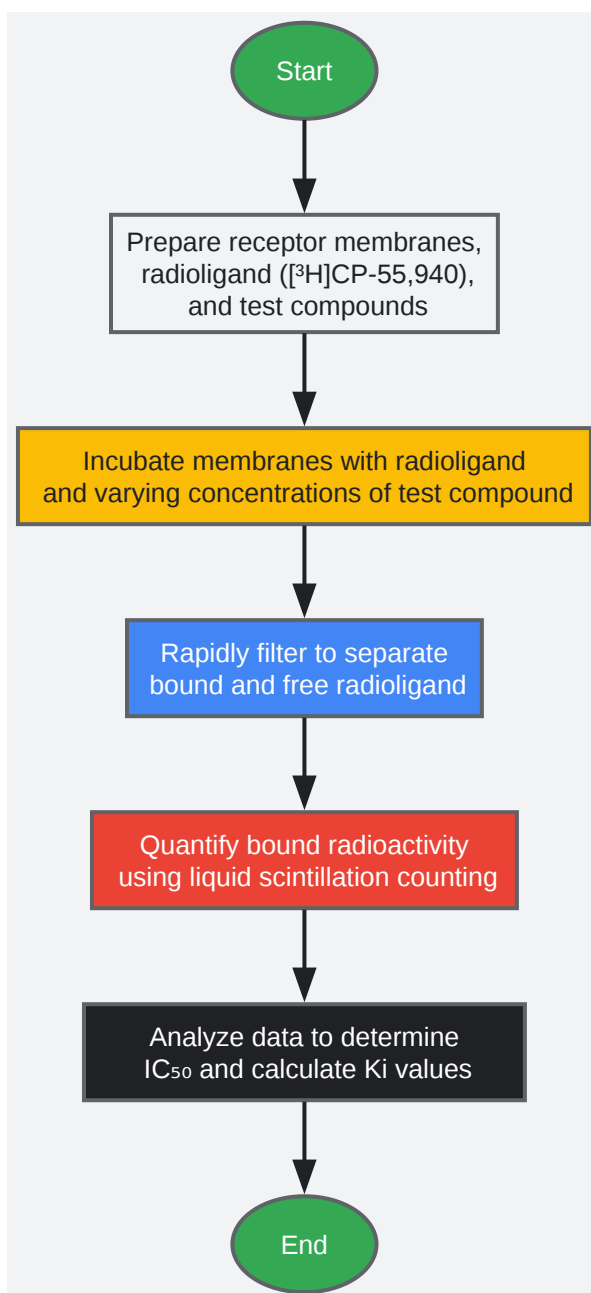 Start
Prepare receptor membranes,
radioligand ([³H]CP-55,940),
and test compounds
Incubate membranes with radioligand
and varying concentrations of test compound
Rapidly filter to separate
bound and free radioligand
Quantify bound radioactivity
using liquid scintillation counting
Analyze data to determine
IC₅₀ and calculate Ki values
End